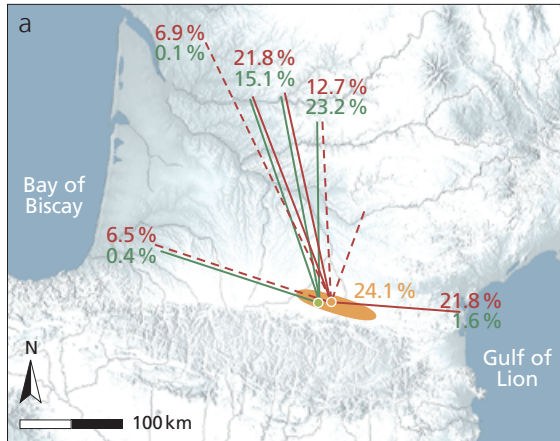 a
6.9 %
0.1 %
21.8 %
15.1 %
12.7 %
23.2 %
Bay of
Biscay
6.5 %
0.4 %
24.1 %
21.8 %
1.6 %
Gulf of
Lion
N
100 km